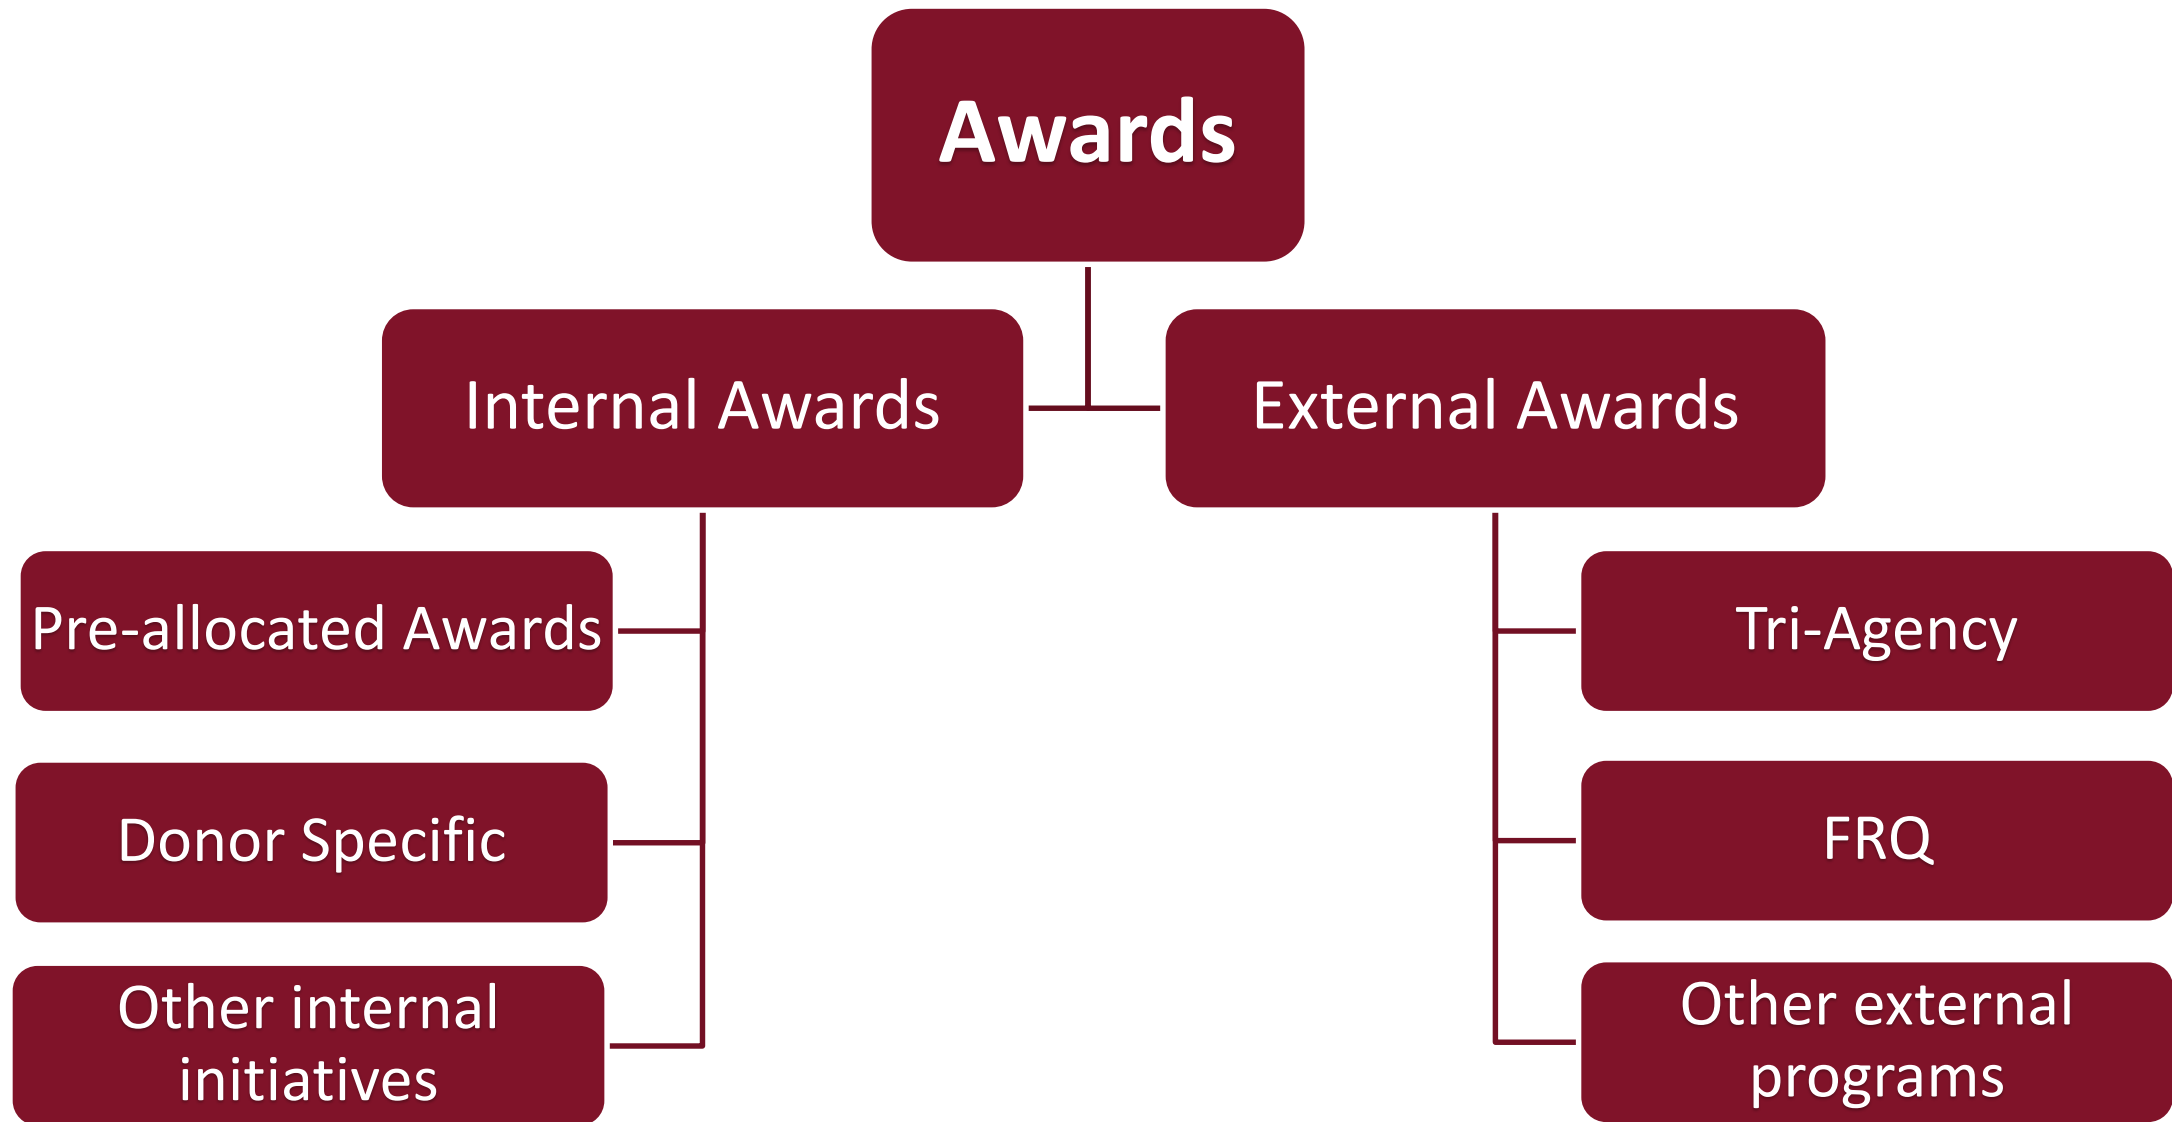 Awards
Internal Awards
External Awards
Pre-allocated Awards
Donor Specific
Other internal
initiatives
Tri-Agency
FRQ
Other external
programs